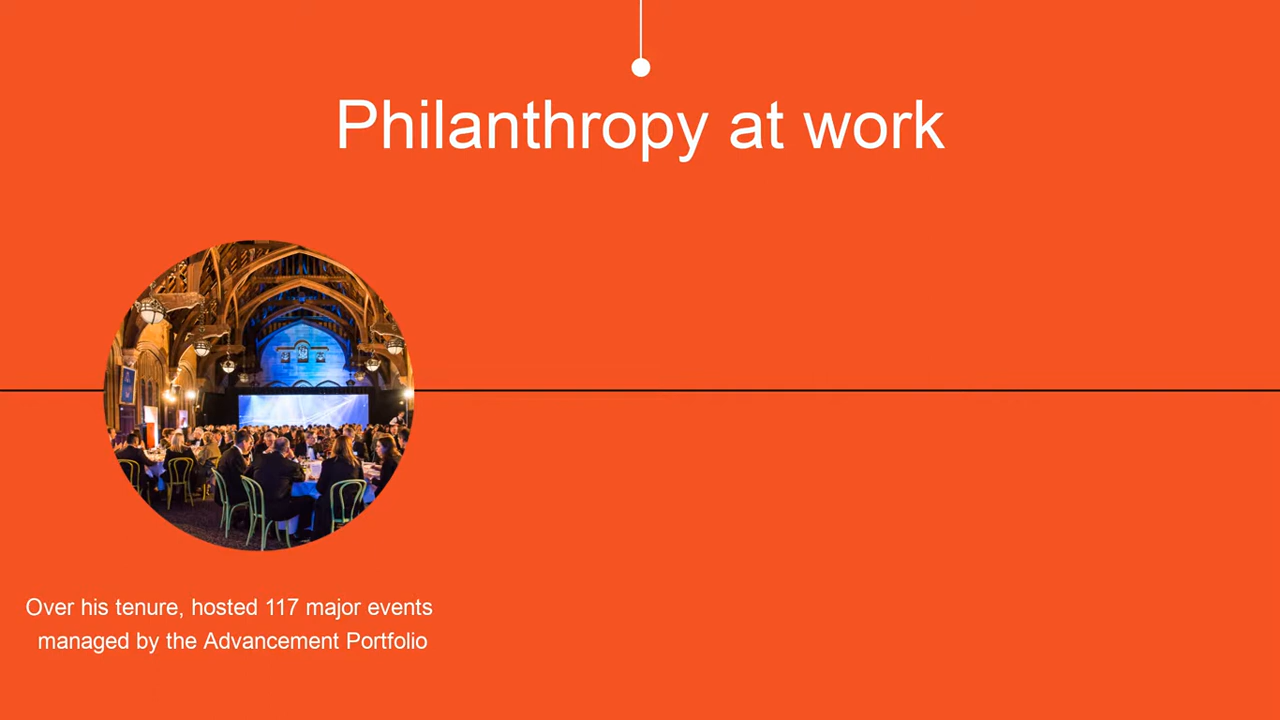 Philanthropy at work
Over his tenure, hosted 117 major events
managed by the Advancement Portfolio